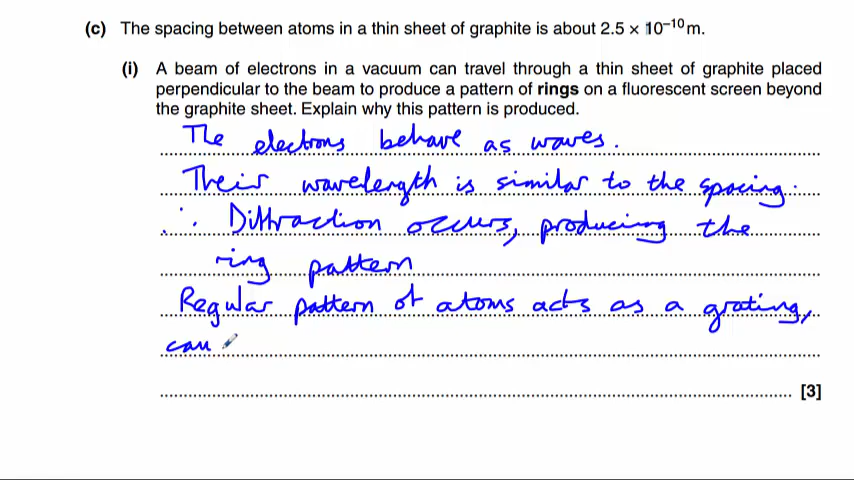 (c) The spacing between atoms in a thin sheet of graphite is about 2.5 × 10⁻¹⁰ m.
(i) A beam of electrons in a vacuum can travel through a thin sheet of graphite placed
perpendicular to the beam to produce a pattern of rings on a fluorescent screen beyond
the graphite sheet. Explain why this pattern is produced.
The electrons behave as waves.
Their wavelength is similar to the spacing.
∴ Diffraction occurs, producing the
ring pattern
Regular pattern of atoms acts as a grating,
cau
[3]